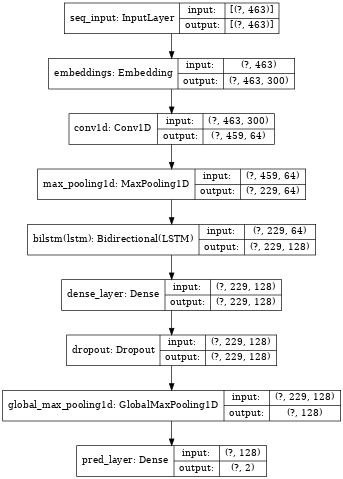 seq_input: InputLayer
input: [(?, 463)]
output: [(?, 463)]
embeddings: Embedding
input: (?, 463)
output: (?, 463, 300)
conv1d: Conv1D
input: (?, 463, 300)
output: (?, 459, 64)
max_pooling1d: MaxPooling1D
input: (?, 459, 64)
output: (?, 229, 64)
bilstm(lstm): Bidirectional(LSTM)
input: (?, 229, 64)
output: (?, 229, 128)
dense_layer: Dense
input: (?, 229, 128)
output: (?, 229, 128)
dropout: Dropout
input: (?, 229, 128)
output: (?, 229, 128)
global_max_pooling1d: GlobalMaxPooling1D
input: (?, 229, 128)
output: (?, 128)
pred_layer: Dense
input: (?, 128)
output: (?, 2)